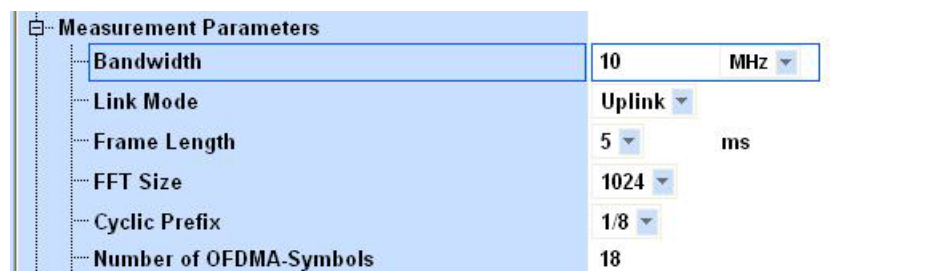 Measurement Parameters
Bandwidth 10 MHz
Link Mode Uplink
Frame Length 5 ms
FFT Size 1024
Cyclic Prefix 1/8
Number of OFDMA-Symbols 18